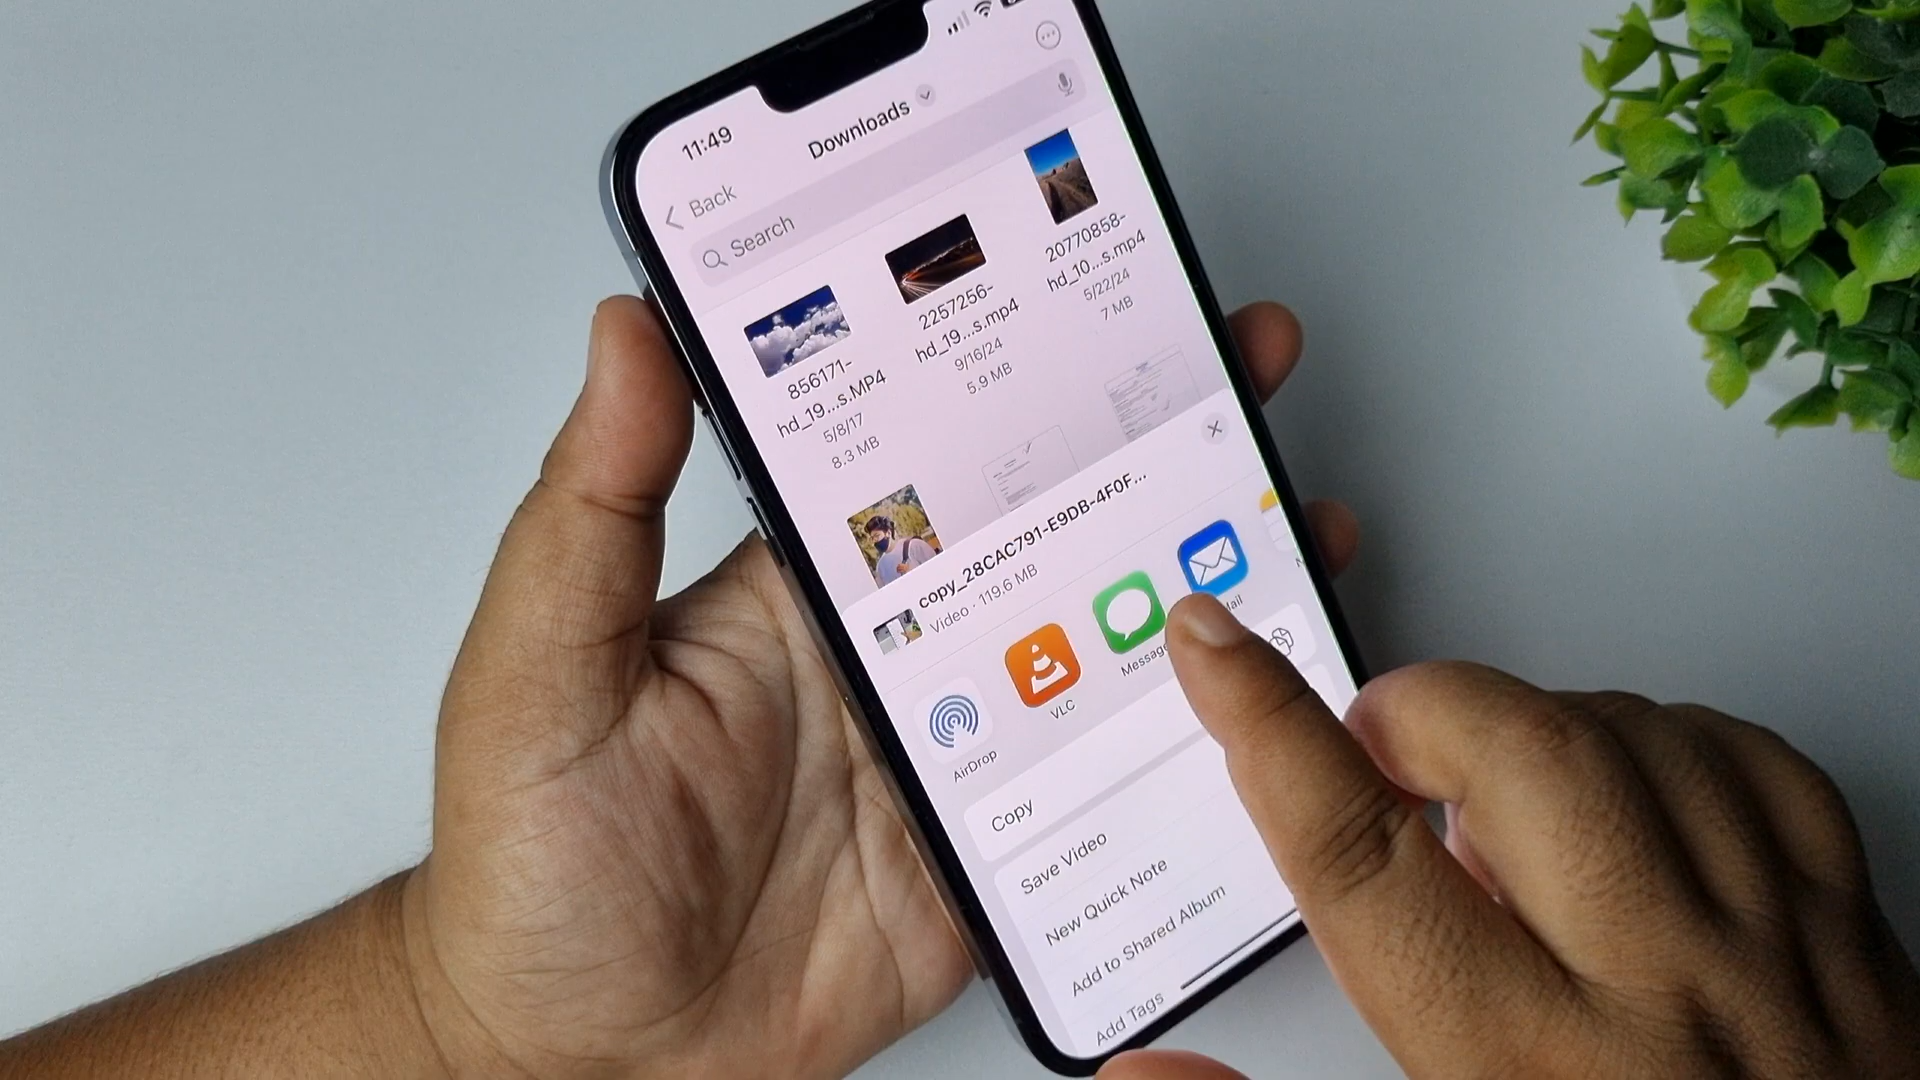 11:49
Downloads
Back
Search
856171-
hd_19...s.MP4
5/8/17
8.3 MB
2257256-
hd_19...s.mp4
9/16/24
5.9 MB
20770858-
hd_10...s.mp4
5/22/24
7 MB
copy_28CAC791-E9DB-4F0F...
Video · 119.6 MB
AirDrop
VLC
Message
Mail
Copy
Save Video
New Quick Note
Add to Shared Album
Add Tags